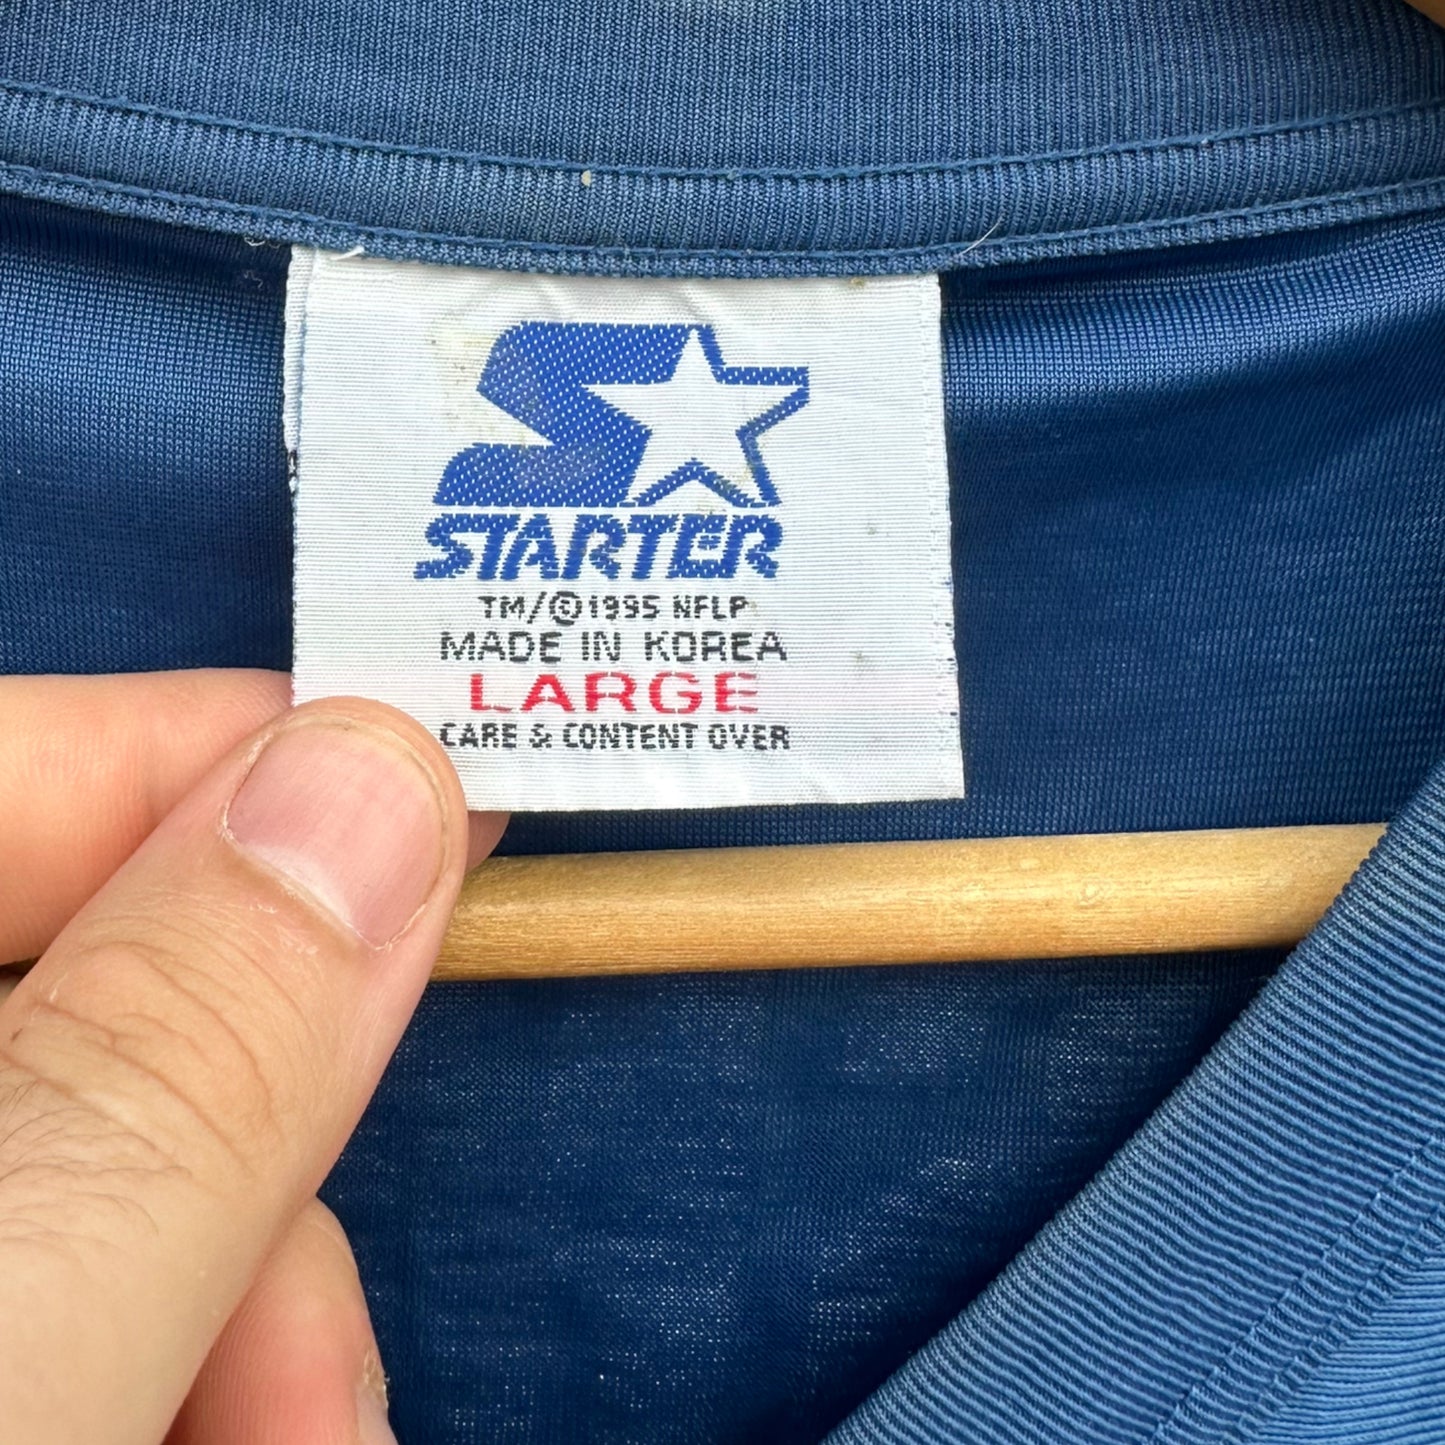 STARTER
TM/©1995 NFLP
MADE IN KOREA
LARGE
CARE & CONTENT OVER